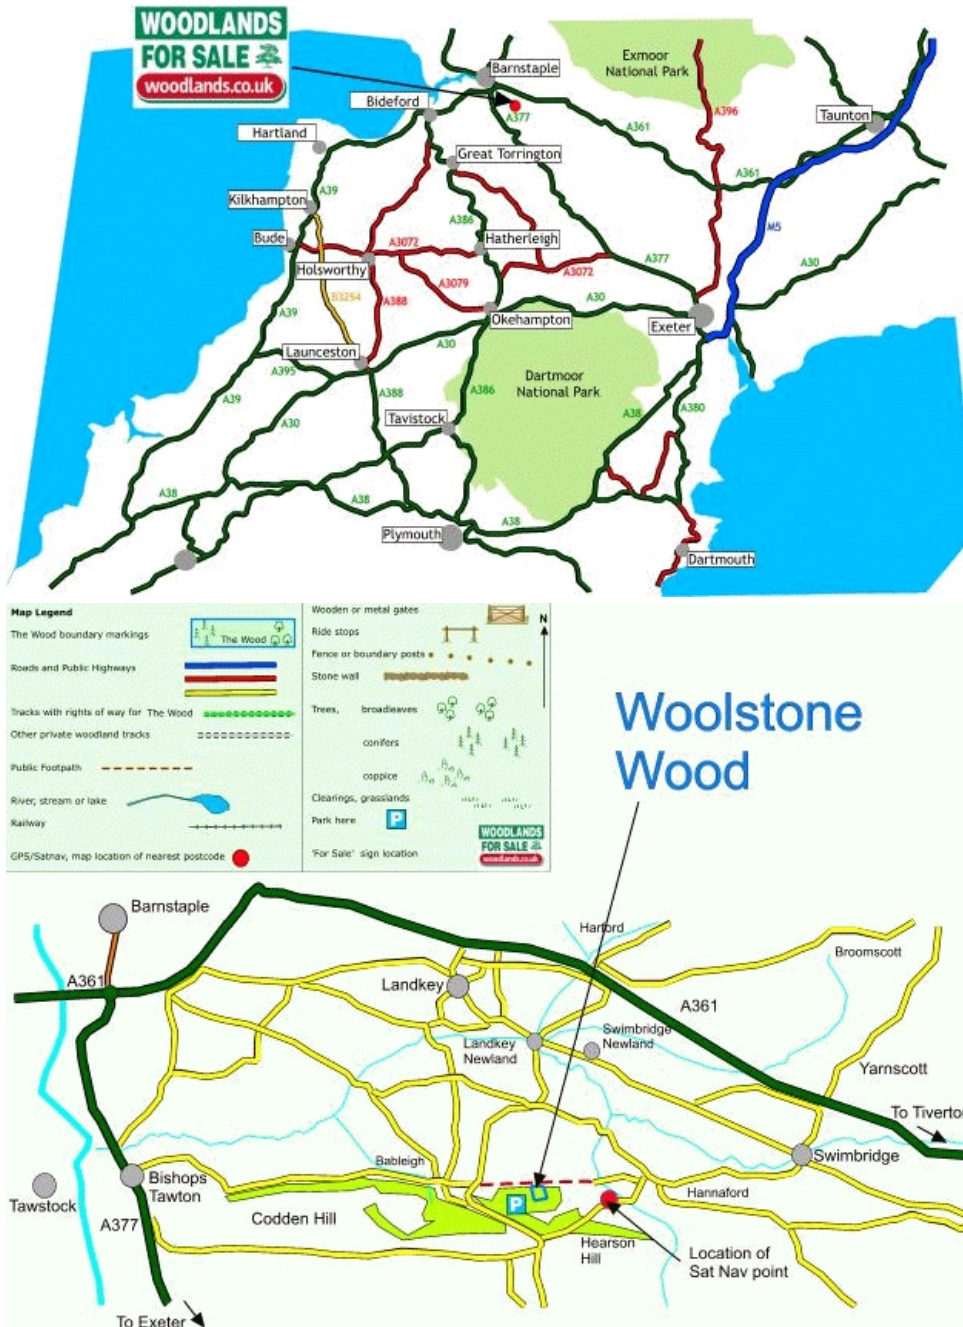 WOODLANDS
FOR SALE
woodlands.co.uk
Exmoor
National Park
Barnstaple
Bideford
A377
A396
Taunton
Hartland
A361
Great Torrington
A361
A39
Kilkhampton
A386
M5
Bude
A3072
Hatherleigh
A377
A30
Holsworthy
A3079
A3072
B3254
A388
A30
A39
Okehampton
Exeter
Launceston
A30
A395
A388
A386
Dartmoor
National Park
A39
A30
Tavistock
A38
A380
A38
A38
A38
Plymouth
Dartmouth
Map Legend
The Wood boundary markings
The Wood
Roads and Public Highways
Tracks with rights of way for The Wood
Other private woodland tracks
Public Footpath
River, stream or lake
Railway
GPS/Satnav, map location of nearest postcode
Wooden or metal gates
N
Ride stops
Fence or boundary posts
Stone wall
Trees, broadleaves
conifers
coppice
Clearings, grasslands
Park here
P
'For Sale' sign location
WOODLANDS
FOR SALE
woodlands.co.uk
Woolstone
Wood
Barnstaple
Harford
Broomscott
A361
Landkey
A361
Swimbridge
Newland
Landkey
Newland
Yarnscott
To Tiverton
Bableigh
Swimbridge
Bishops
Tawton
Tawstock
Hannaford
P
Codden Hill
A377
Hearson
Hill
Location of
Sat Nav point
To Exeter